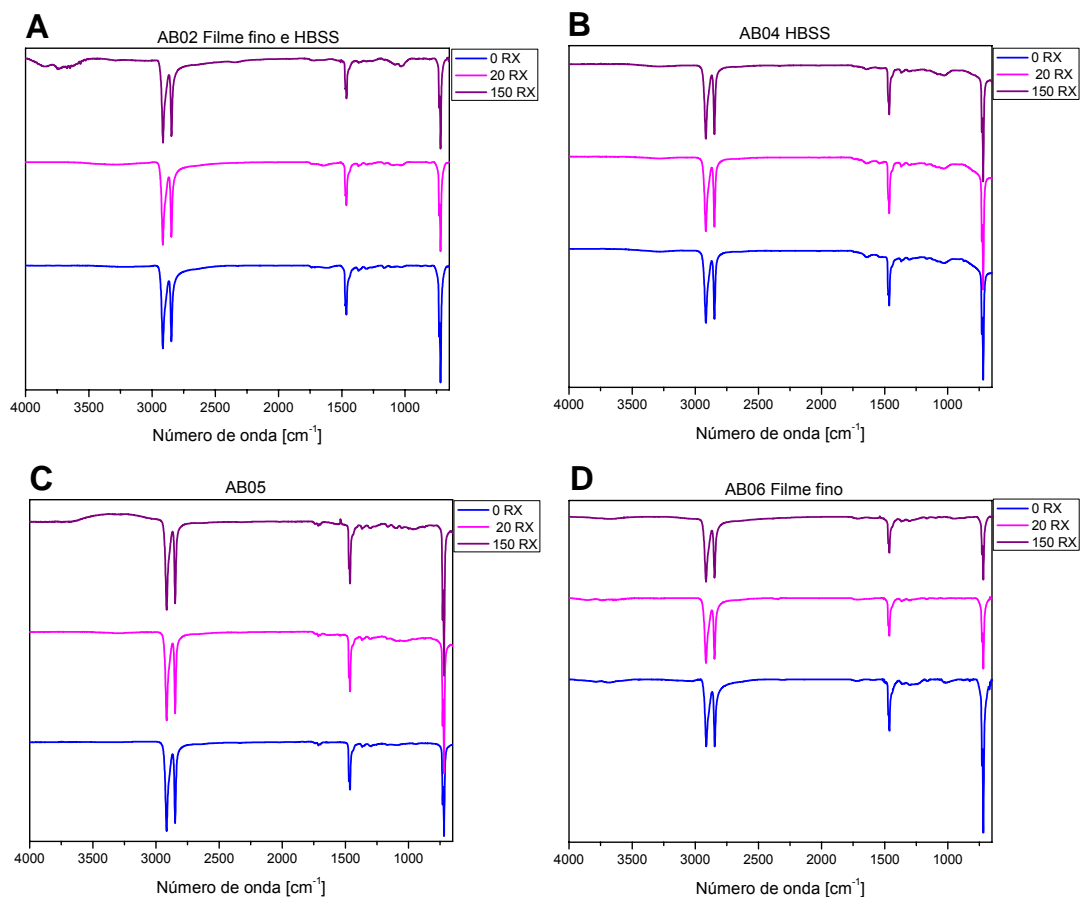 A
AB02 Filme fino e HBSS
0 RX
20 RX
150 RX
4000 3500 3000 2500 2000 1500 1000
Número de onda [cm⁻¹]
B
AB04 HBSS
0 RX
20 RX
150 RX
4000 3500 3000 2500 2000 1500 1000
Número de onda [cm⁻¹]
C
AB05
0 RX
20 RX
150 RX
4000 3500 3000 2500 2000 1500 1000
Número de onda [cm⁻¹]
D
AB06 Filme fino
0 RX
20 RX
150 RX
4000 3500 3000 2500 2000 1500 1000
Número de onda [cm⁻¹]